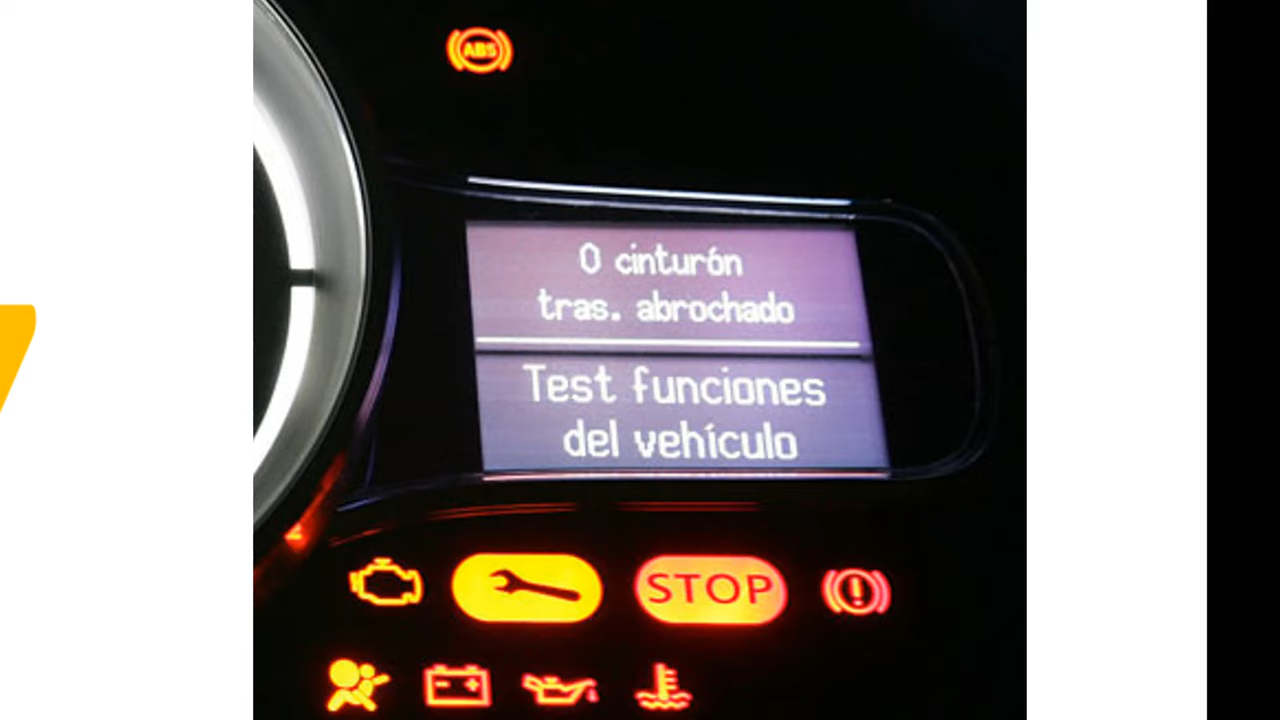 ABS
0 cinturón
tras. abrochado
Test funciones
del vehículo
STOP